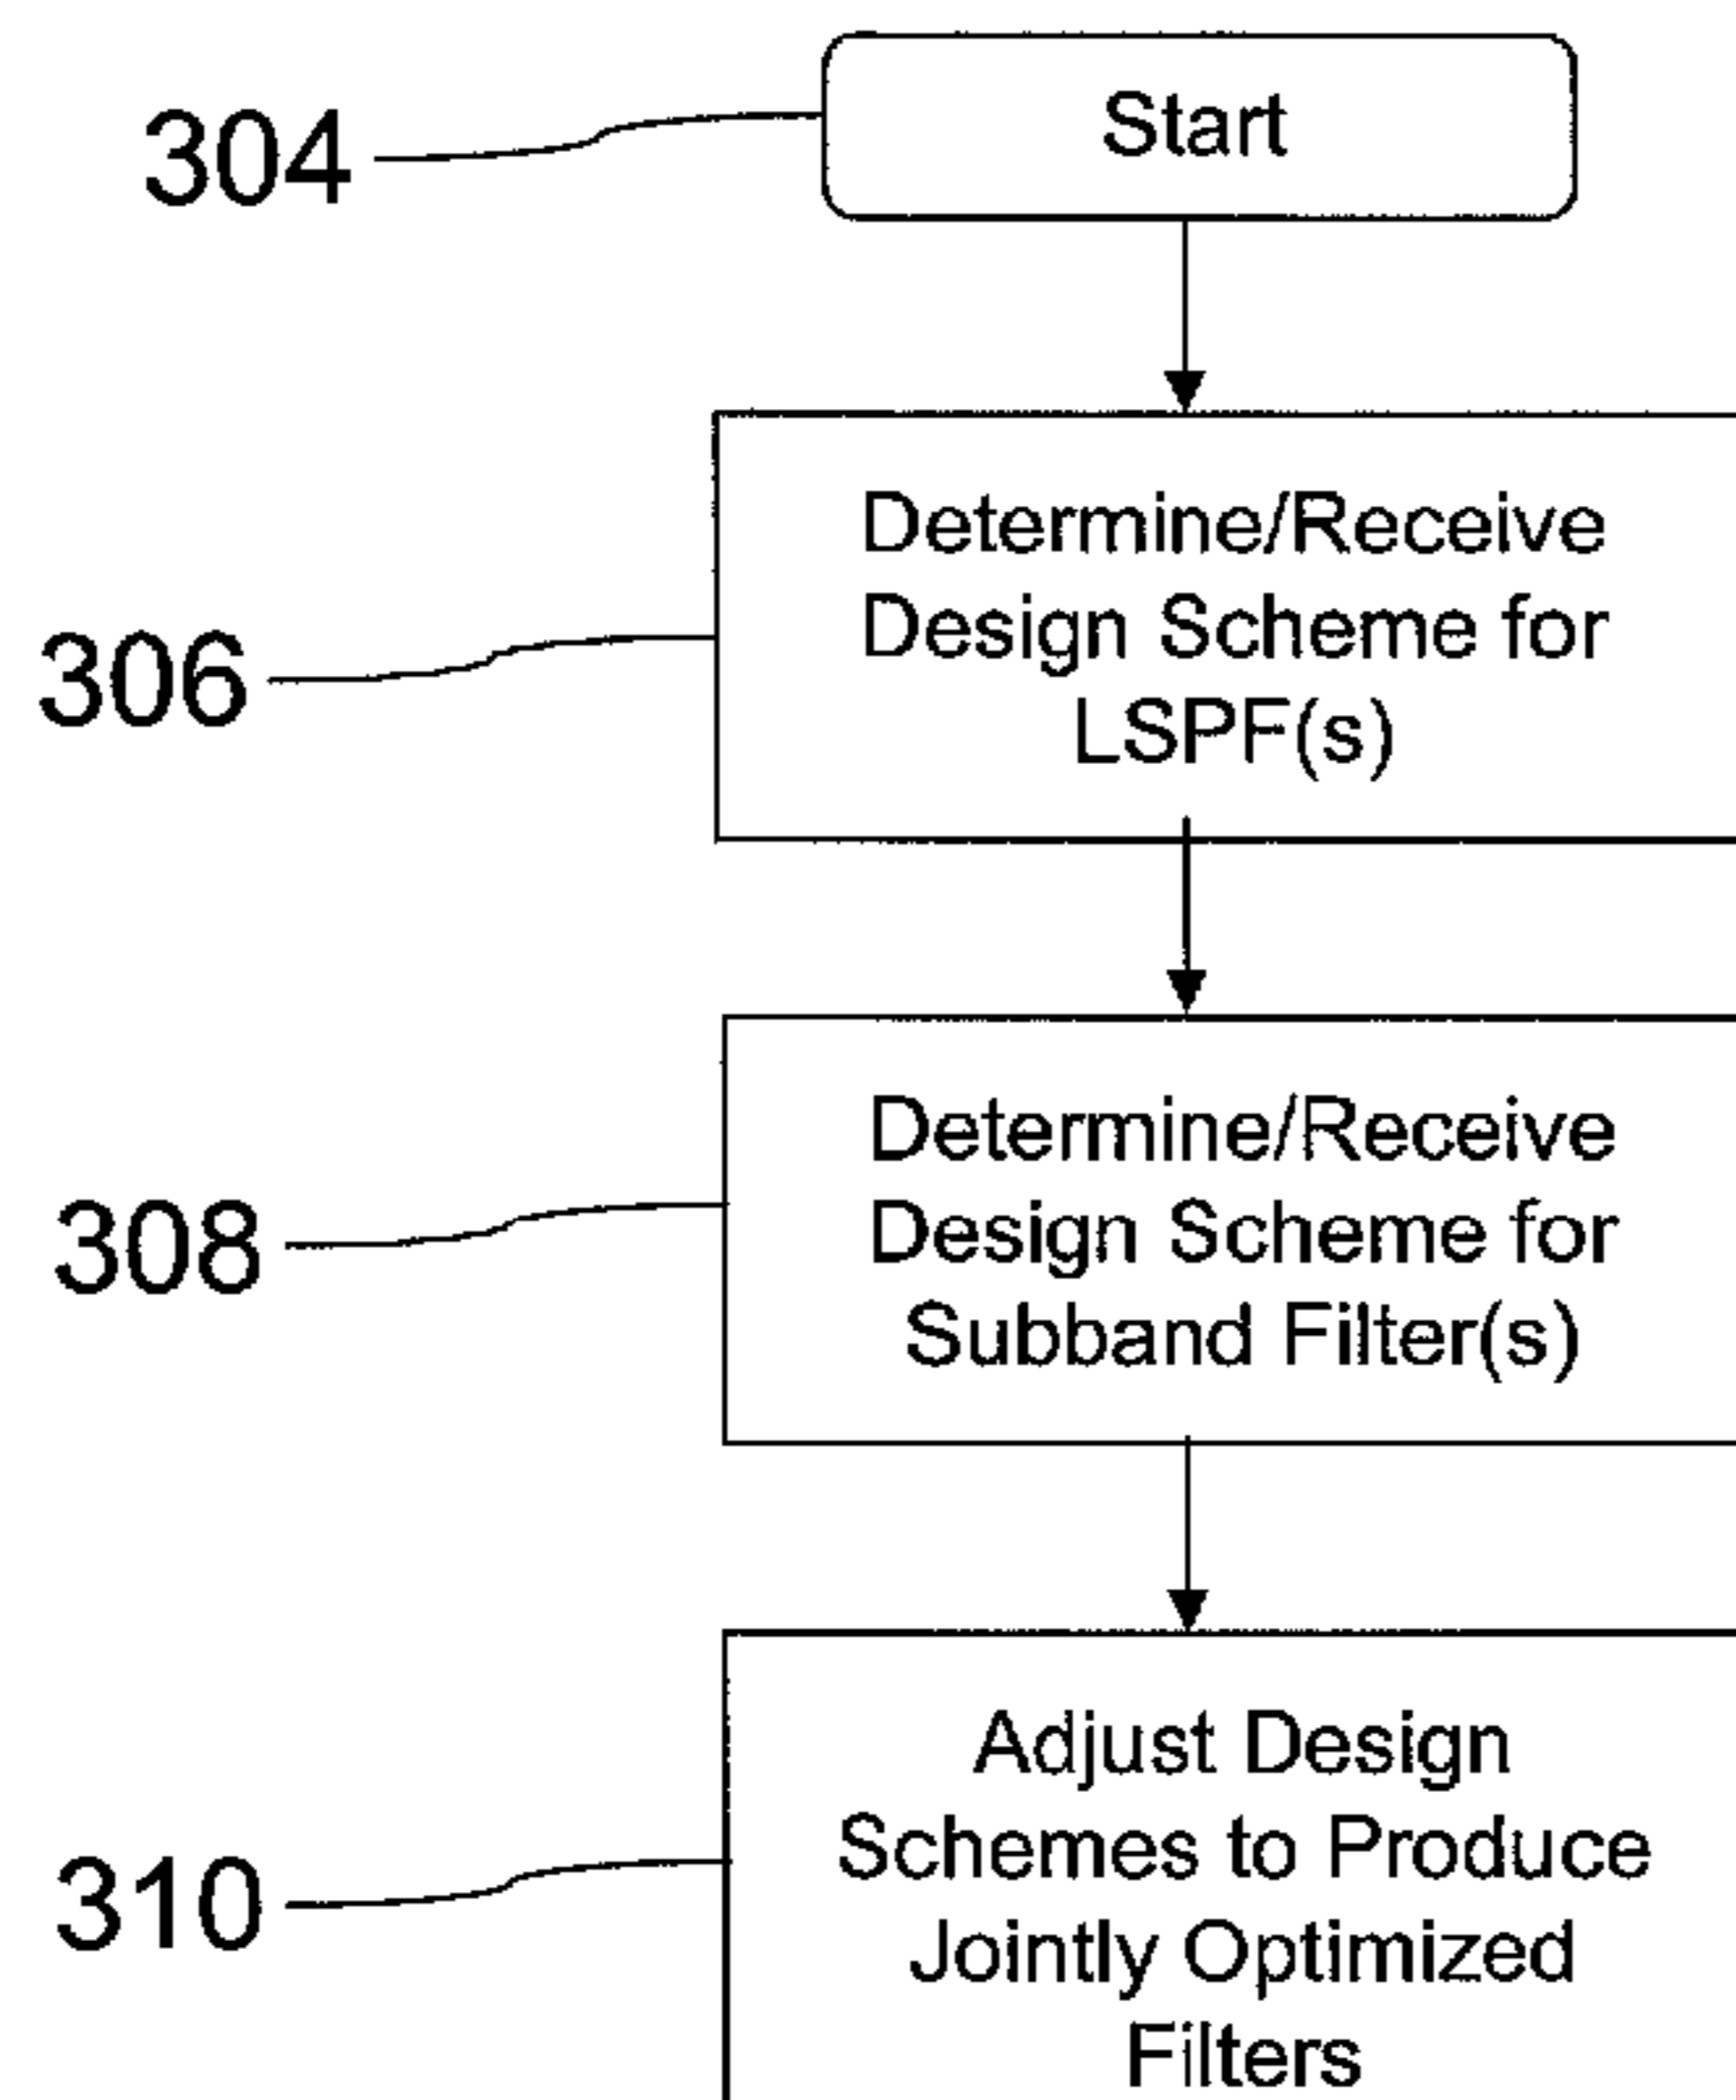 304
Start
306
Determine/Receive
Design Scheme for
LSPF(s)
308
Determine/Receive
Design Scheme for
Subband Filter(s)
310
Adjust Design
Schemes to Produce
Jointly Optimized
Filters